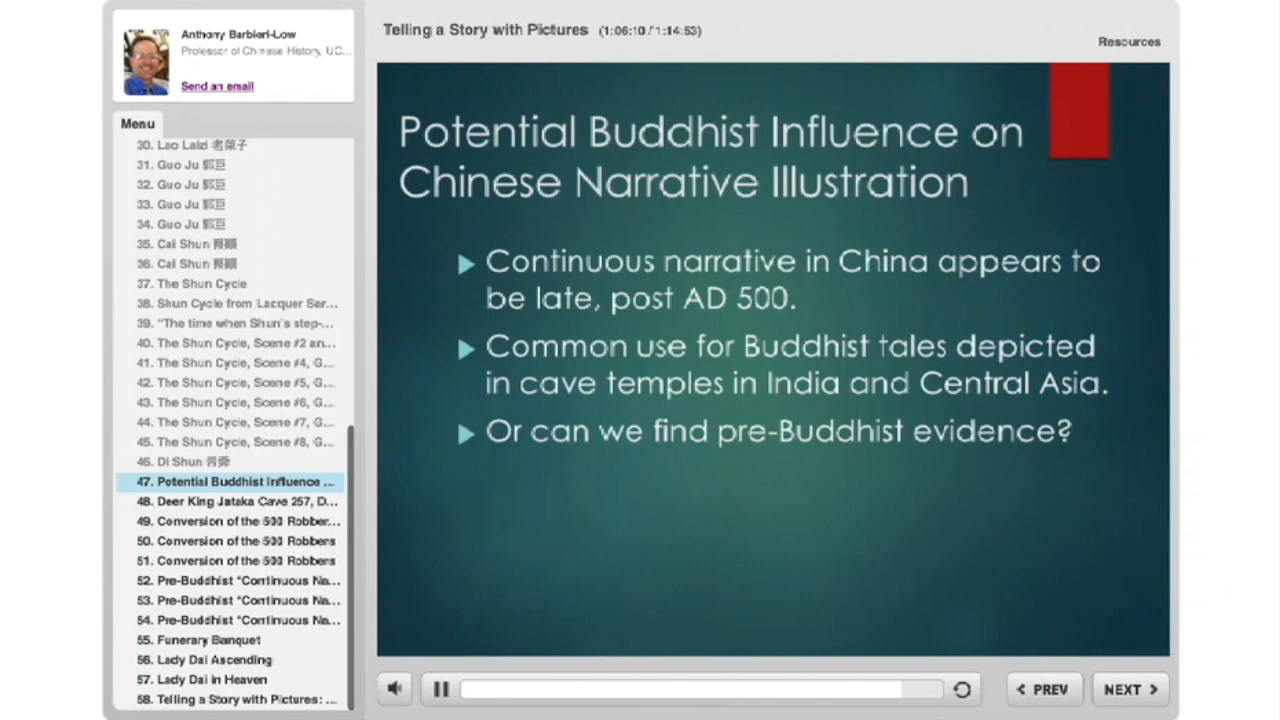 Anthony Barbieri-Low
Professor of Chinese History, UC...
Send an email
Menu
30. Lao Laizi 老萊子
31. Guo Ju 郭巨
32. Guo Ju 郭巨
33. Guo Ju 郭巨
34. Guo Ju 郭巨
35. Cai Shun
36. Cai Shun
37. The Shun Cycle
38. Shun Cycle from Lacquer Sar...
39. "The time when Shun's step-...
40. The Shun Cycle, Scene #2 an...
41. The Shun Cycle, Scene #4, G...
42. The Shun Cycle, Scene #5, G...
43. The Shun Cycle, Scene #6, G...
44. The Shun Cycle, Scene #7, G...
45. The Shun Cycle, Scene #8, G...
46. Di Shun
47. Potential Buddhist Influence ...
48. Deer King Jataka Cave 257, D...
49. Conversion of the 500 Robber...
50. Conversion of the 500 Robbers
51. Conversion of the 500 Robbers
52. Pre-Buddhist "Continuous Na...
53. Pre-Buddhist "Continuous Na...
54. Pre-Buddhist "Continuous Na...
55. Funerary Banquet
56. Lady Dai Ascending
57. Lady Dai in Heaven
58. Telling a Story with Pictures: ...
Telling a Story with Pictures (1:06:10 / 1:14:53)
Resources
Potential Buddhist Influence on
Chinese Narrative Illustration
Continuous narrative in China appears to
be late, post AD 500.
Common use for Buddhist tales depicted
in cave temples in India and Central Asia.
Or can we find pre-Buddhist evidence?
PREV
NEXT